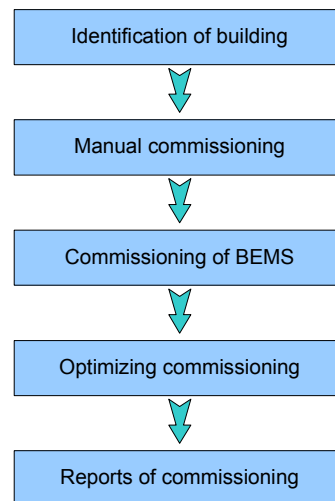 Identification of building
Manual commissioning
Commissioning of BEMS
Optimizing commissioning
Reports of commissioning